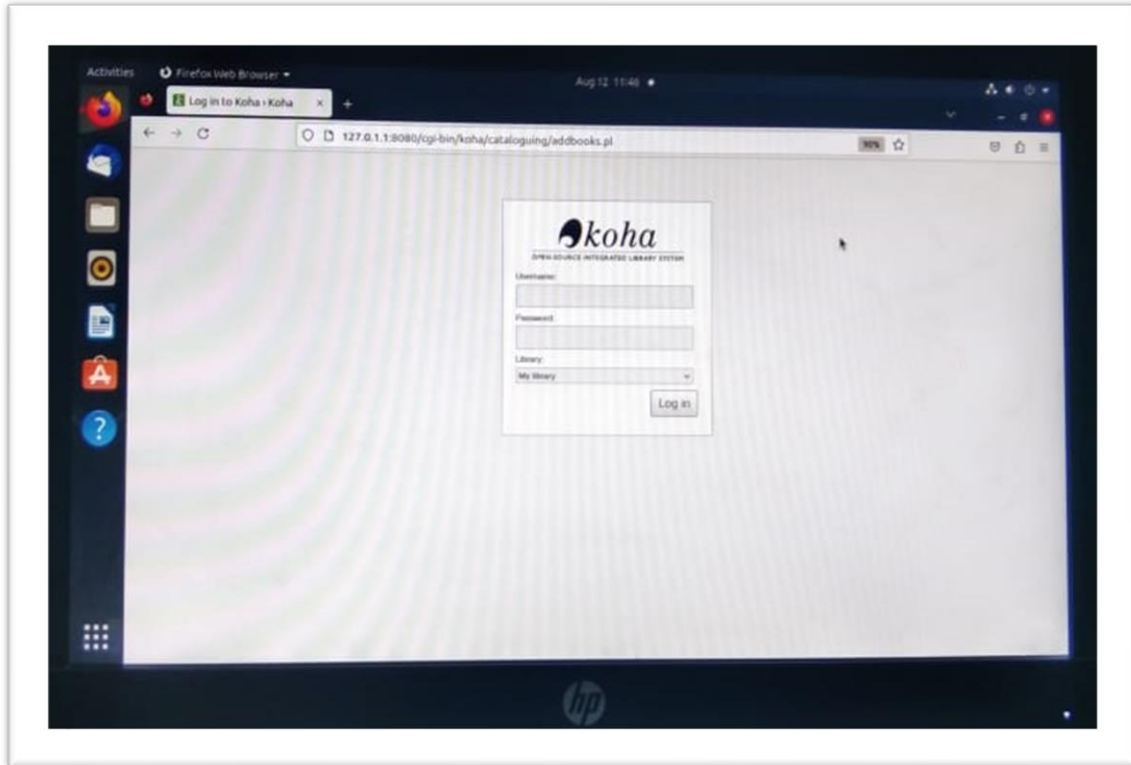 Activities Firefox Web Browser Aug 12 11:46
Log in to Koha › Koha × +
127.0.1.1:8080/cgi-bin/koha/cataloguing/addbooks.pl 90%
koha
OPEN SOURCE INTEGRATED LIBRARY SYSTEM
Username:
Password:
Library:
My library
Log in
?
hp